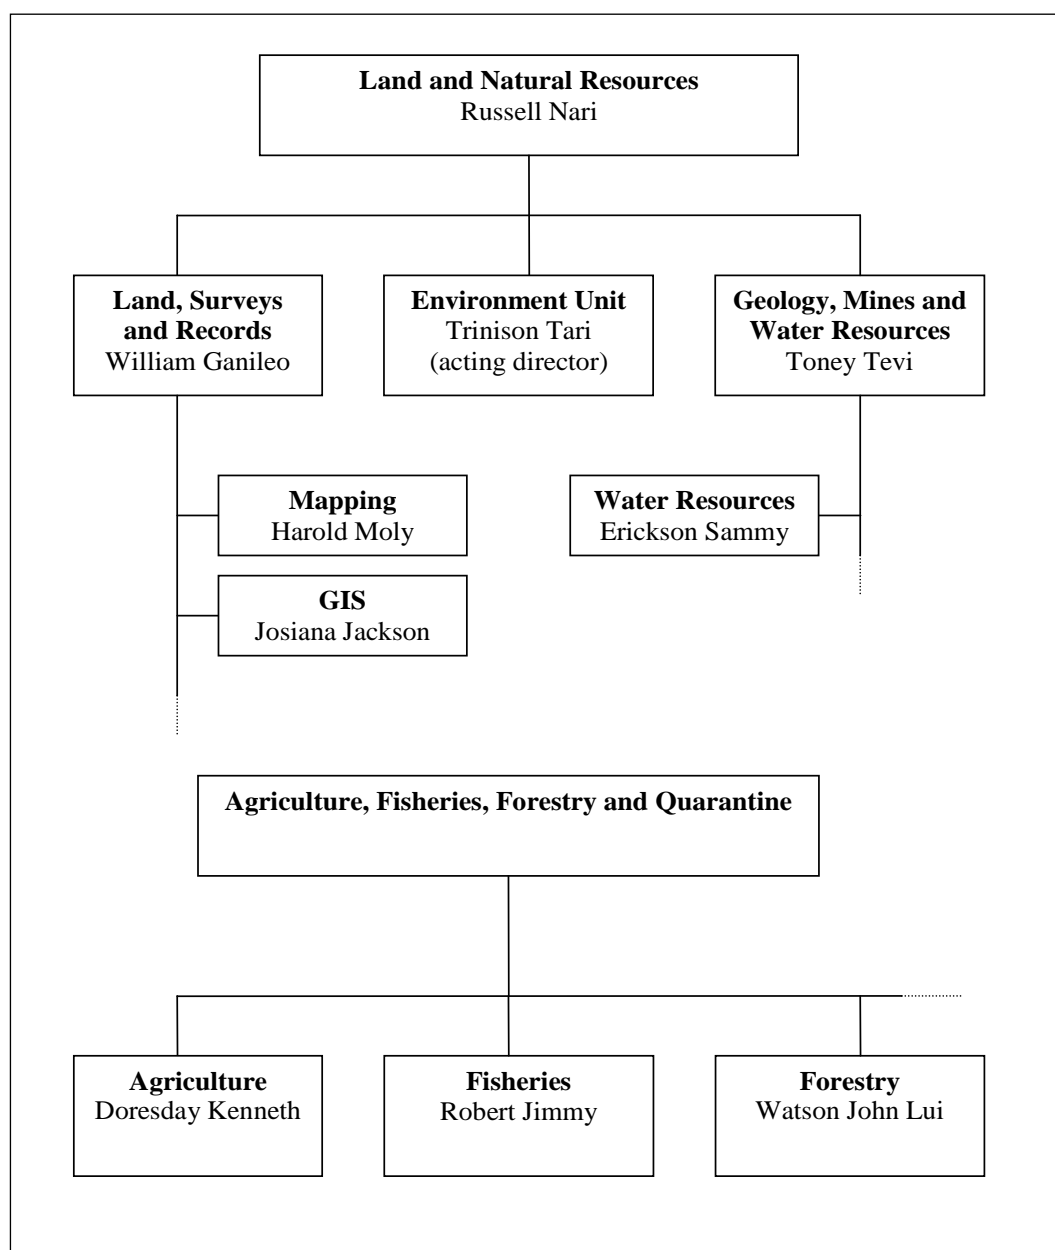 Land and Natural Resources
Russell Nari
Land, Surveys
and Records
William Ganileo
Environment Unit
Trinison Tari
(acting director)
Geology, Mines and
Water Resources
Toney Tevi
Mapping
Harold Moly
Water Resources
Erickson Sammy
GIS
Josiana Jackson
Agriculture, Fisheries, Forestry and Quarantine
Agriculture
Doresday Kenneth
Fisheries
Robert Jimmy
Forestry
Watson John Lui